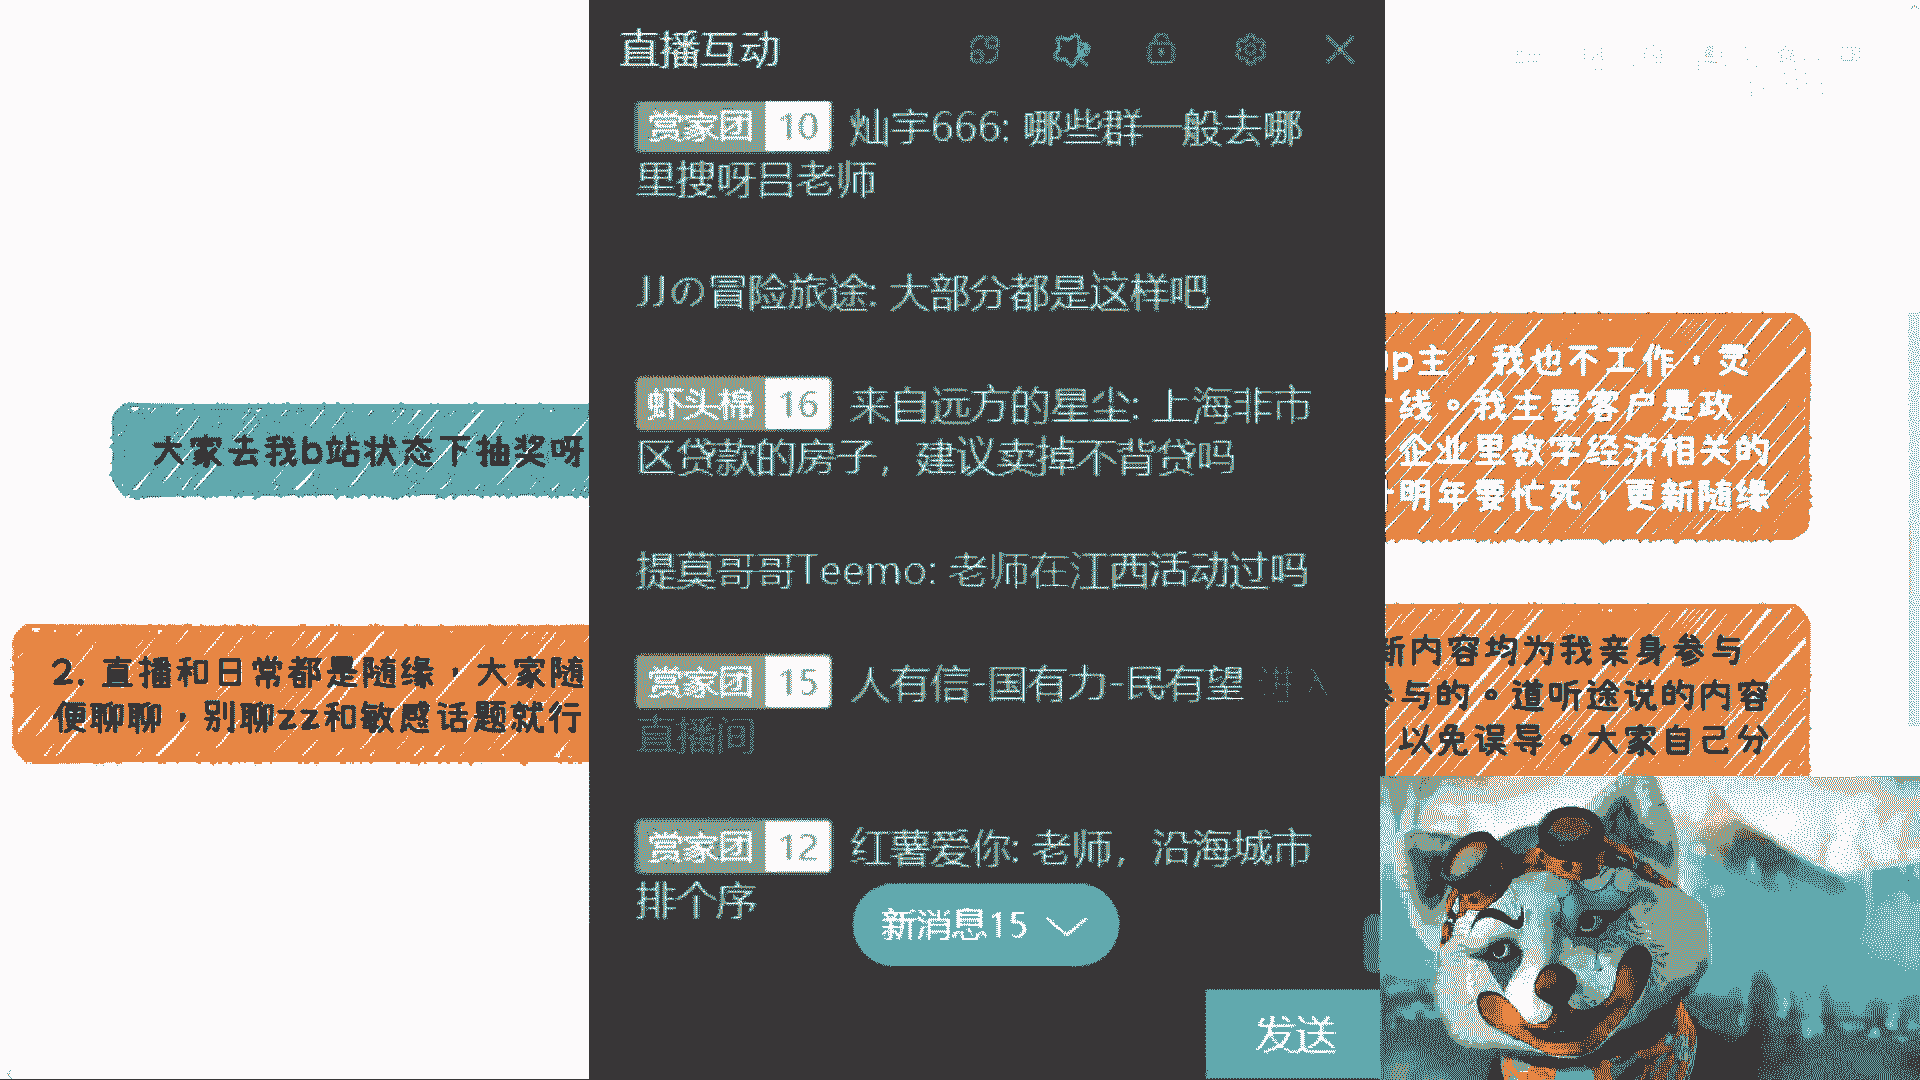 直播互动
赏家团 10 灿宇666: 哪些群一般去哪
里搜呀吕老师
JJの冒险旅途: 大部分都是这样吧
虾头棉 16 来自远方的星尘: 上海非市
区贷款的房子，建议卖掉不背贷吗
提莫哥哥Teemo: 老师在江西活动过吗
赏家团 15 人有信-国有力-民有望 进入
直播间
赏家团 12 红薯爱你: 老师，沿海城市
排个序
新消息15
发送
大家去我b站状态下抽奖呀
2. 直播和日常都是随缘，大家随
便聊聊，别聊zz和敏感话题就行
up主，我也不工作，灵
线。我主要客户是政
企业里数字经济相关的
明年要忙死，更新随缘
新内容均为我亲身参与
参与的。道听途说的内容
以免误导。大家自己分